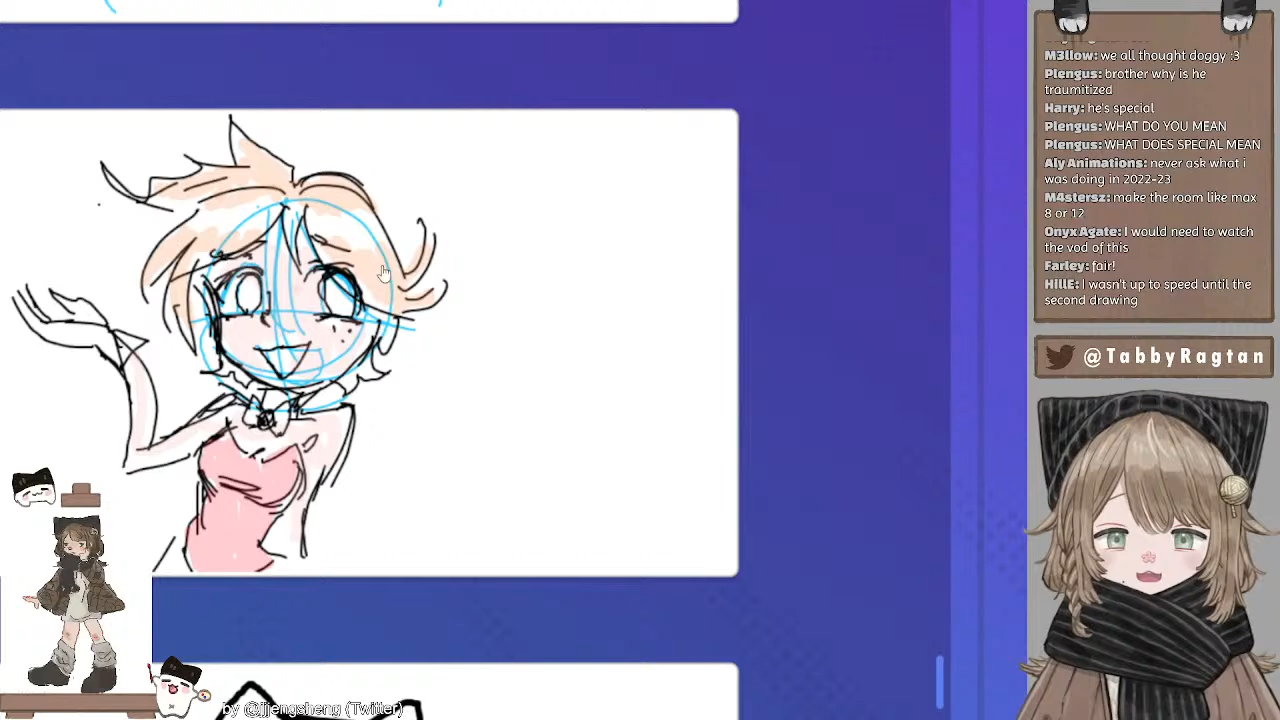 M3llow: we all thought doggy :3
Plengus: brother why is he
traumitized
Harry: he's special
Plengus: WHAT DO YOU MEAN
Plengus: WHAT DOES SPECIAL MEAN
Aly Animations: never ask what i
was doing in 2022-23
M4stersz: make the room like max
8 or 12
Onyx Agate: I would need to watch
the vod of this
Farley: fair!
HillE: I wasn't up to speed until the
second drawing
@TabbyRagtan
by @jjengsheng (Twitter)